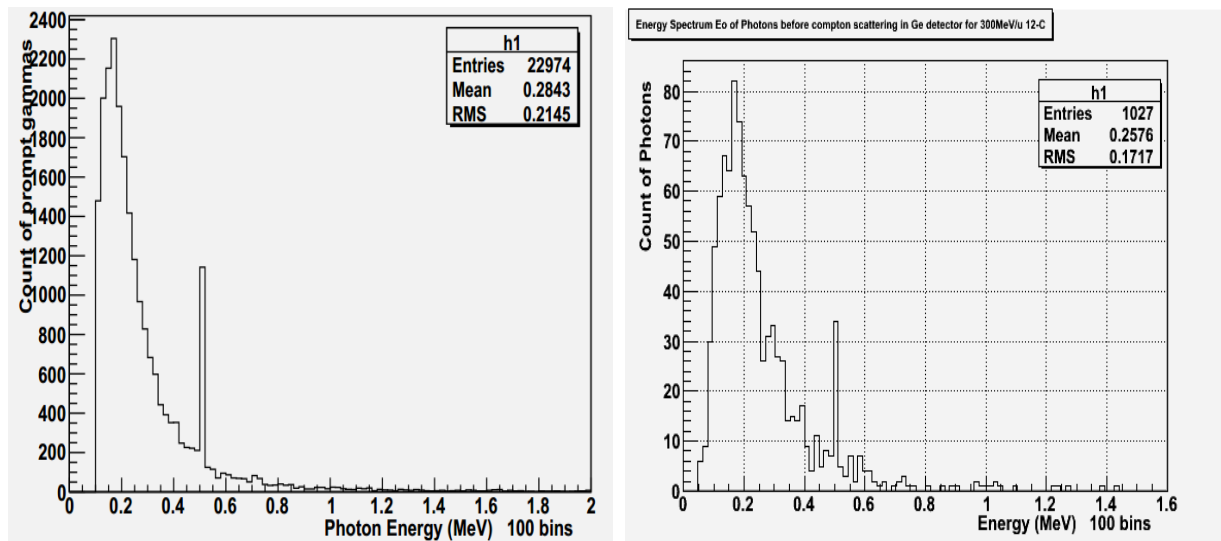 h1
Entries 22974
Mean 0.2843
RMS 0.2145
Count of prompt gammas
2400
2200
2000
1800
1600
1400
1200
1000
800
600
400
200
0
0 0.2 0.4 0.6 0.8 1 1.2 1.4 1.6 1.8 2
Photon Energy (MeV) 100 bins
Energy Spectrum Eo of Photons before compton scattering in Ge detector for 300MeV/u 12-C
h1
Entries 1027
Mean 0.2576
RMS 0.1717
Count of Photons
80
70
60
50
40
30
20
10
0
0 0.2 0.4 0.6 0.8 1 1.2 1.4 1.6
Energy (MeV) 100 bins